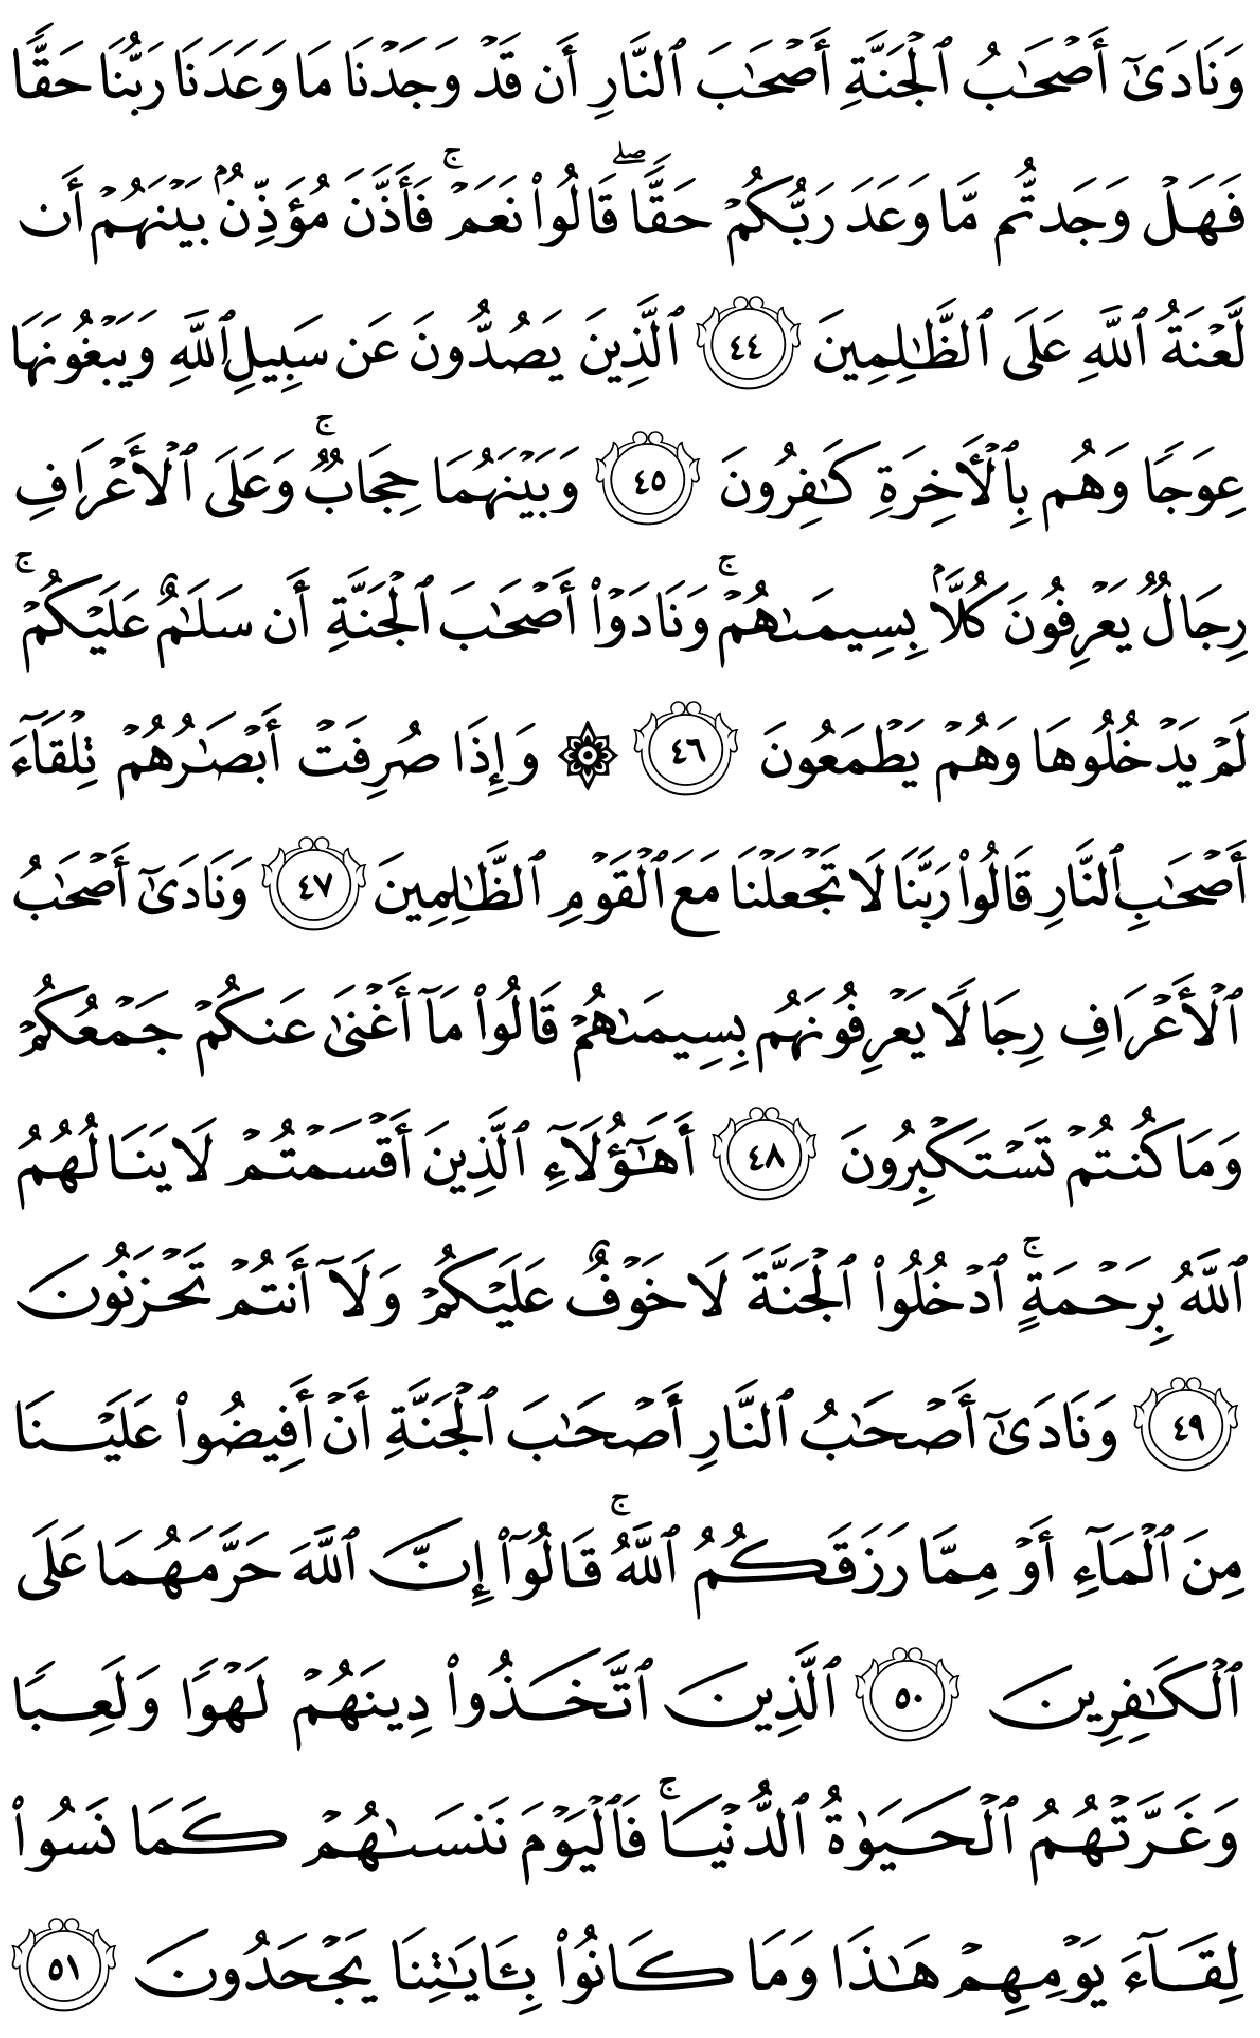 وَنَادَىٰٓ أَصْحَـٰبُ ٱلْجَنَّةِ أَصْحَـٰبَ ٱلنَّارِ أَن قَدْ وَجَدْنَا مَا وَعَدَنَا رَبُّنَا حَقًّا
فَهَلْ وَجَدتُّم مَّا وَعَدَ رَبُّكُمْ حَقًّا ۖ قَالُوا۟ نَعَمْ ۚ فَأَذَّنَ مُؤَذِّنٌۢ بَيْنَهُمْ أَن
لَّعْنَةُ ٱللَّهِ عَلَى ٱلظَّـٰلِمِينَ ٤٤ ٱلَّذِينَ يَصُدُّونَ عَن سَبِيلِ ٱللَّهِ وَيَبْغُونَهَا
عِوَجًا وَهُم بِٱلْـَٔاخِرَةِ كَـٰفِرُونَ ٤٥ وَبَيْنَهُمَا حِجَابٌ ۚ وَعَلَى ٱلْأَعْرَافِ
رِجَالٌ يَعْرِفُونَ كُلًّۢا بِسِيمَىٰهُمْ ۚ وَنَادَوْا۟ أَصْحَـٰبَ ٱلْجَنَّةِ أَن سَلَـٰمٌ عَلَيْكُمْ ۚ
لَمْ يَدْخُلُوهَا وَهُمْ يَطْمَعُونَ ٤٦ ۞ وَإِذَا صُرِفَتْ أَبْصَـٰرُهُمْ تِلْقَآءَ
أَصْحَـٰبِ ٱلنَّارِ قَالُوا۟ رَبَّنَا لَا تَجْعَلْنَا مَعَ ٱلْقَوْمِ ٱلظَّـٰلِمِينَ ٤٧ وَنَادَىٰٓ أَصْحَـٰبُ
ٱلْأَعْرَافِ رِجَالًا يَعْرِفُونَهُم بِسِيمَىٰهُمْ قَالُوا۟ مَآ أَغْنَىٰ عَنكُمْ جَمْعُكُمْ
وَمَا كُنتُمْ تَسْتَكْبِرُونَ ٤٨ أَهَـٰٓؤُلَآءِ ٱلَّذِينَ أَقْسَمْتُمْ لَا يَنَالُهُمُ
ٱللَّهُ بِرَحْمَةٍ ۚ ٱدْخُلُوا۟ ٱلْجَنَّةَ لَا خَوْفٌ عَلَيْكُمْ وَلَآ أَنتُمْ تَحْزَنُونَ
٤٩ وَنَادَىٰٓ أَصْحَـٰبُ ٱلنَّارِ أَصْحَـٰبَ ٱلْجَنَّةِ أَنْ أَفِيضُوا۟ عَلَيْنَا
مِنَ ٱلْمَآءِ أَوْ مِمَّا رَزَقَكُمُ ٱللَّهُ ۚ قَالُوٓا۟ إِنَّ ٱللَّهَ حَرَّمَهُمَا عَلَى
ٱلْكَـٰفِرِينَ ٥٠ ٱلَّذِينَ ٱتَّخَذُوا۟ دِينَهُمْ لَهْوًا وَلَعِبًا
وَغَرَّتْهُمُ ٱلْحَيَوٰةُ ٱلدُّنْيَا ۚ فَٱلْيَوْمَ نَنسَىٰهُمْ كَمَا نَسُوا۟
لِقَآءَ يَوْمِهِمْ هَـٰذَا وَمَا كَانُوا۟ بِـَٔايَـٰتِنَا يَجْحَدُونَ ٥١